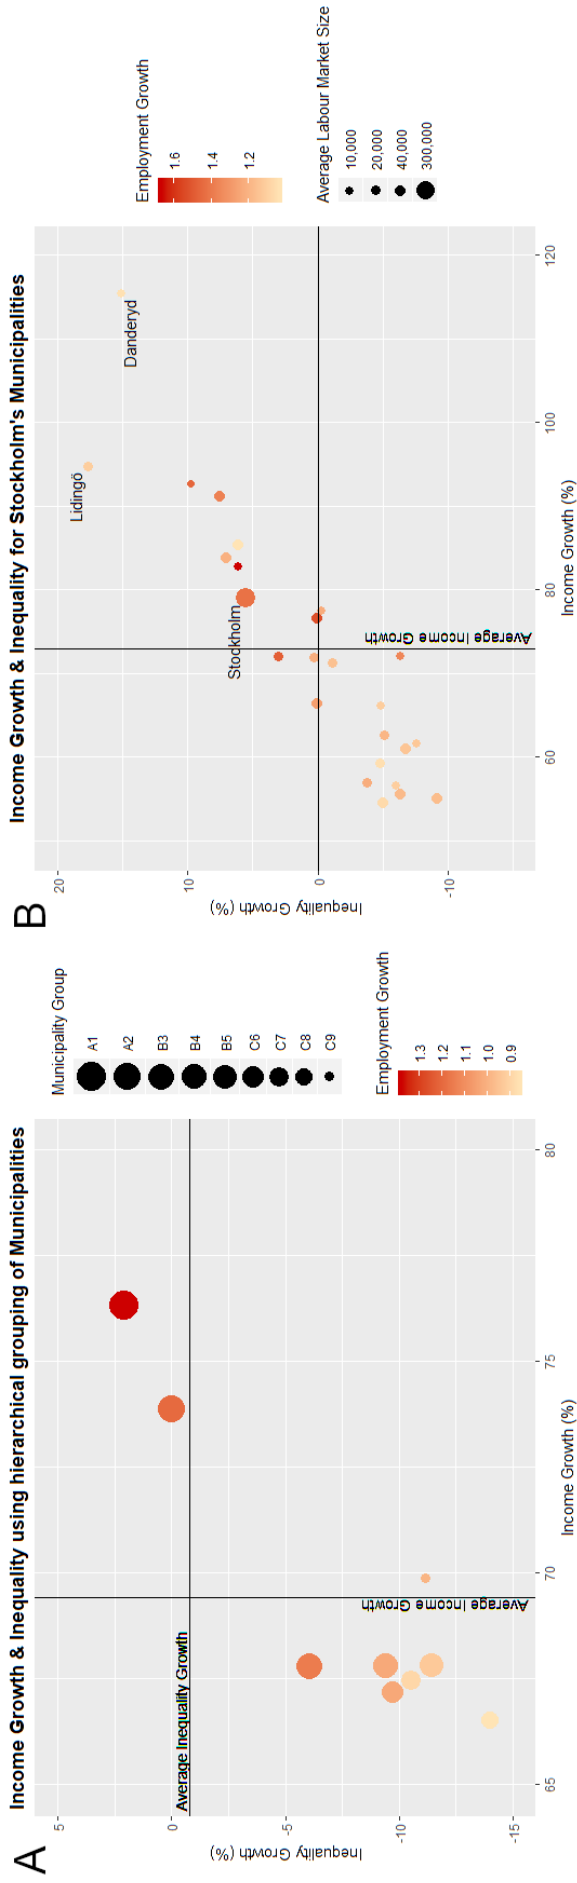 A
Income Growth & Inequality using hierarchical grouping of Municipalities
5
0
-5
-10
-15
Inequality Growth (%)
Average Inequality Growth
Average Income Growth
65
70
75
80
Income Growth (%)
Municipality Group
A1
A2
B3
B4
B5
C6
C7
C8
C9
Employment Growth
1.3
1.2
1.1
1.0
0.9
B
Income Growth & Inequality for Stockholm's Municipalities
20
10
0
-10
Inequality Growth (%)
Lidingö
Danderyd
Stockholm
Average Income Growth
60
80
100
120
Income Growth (%)
Employment Growth
1.6
1.4
1.2
Average Labour Market Size
10,000
20,000
40,000
300,000